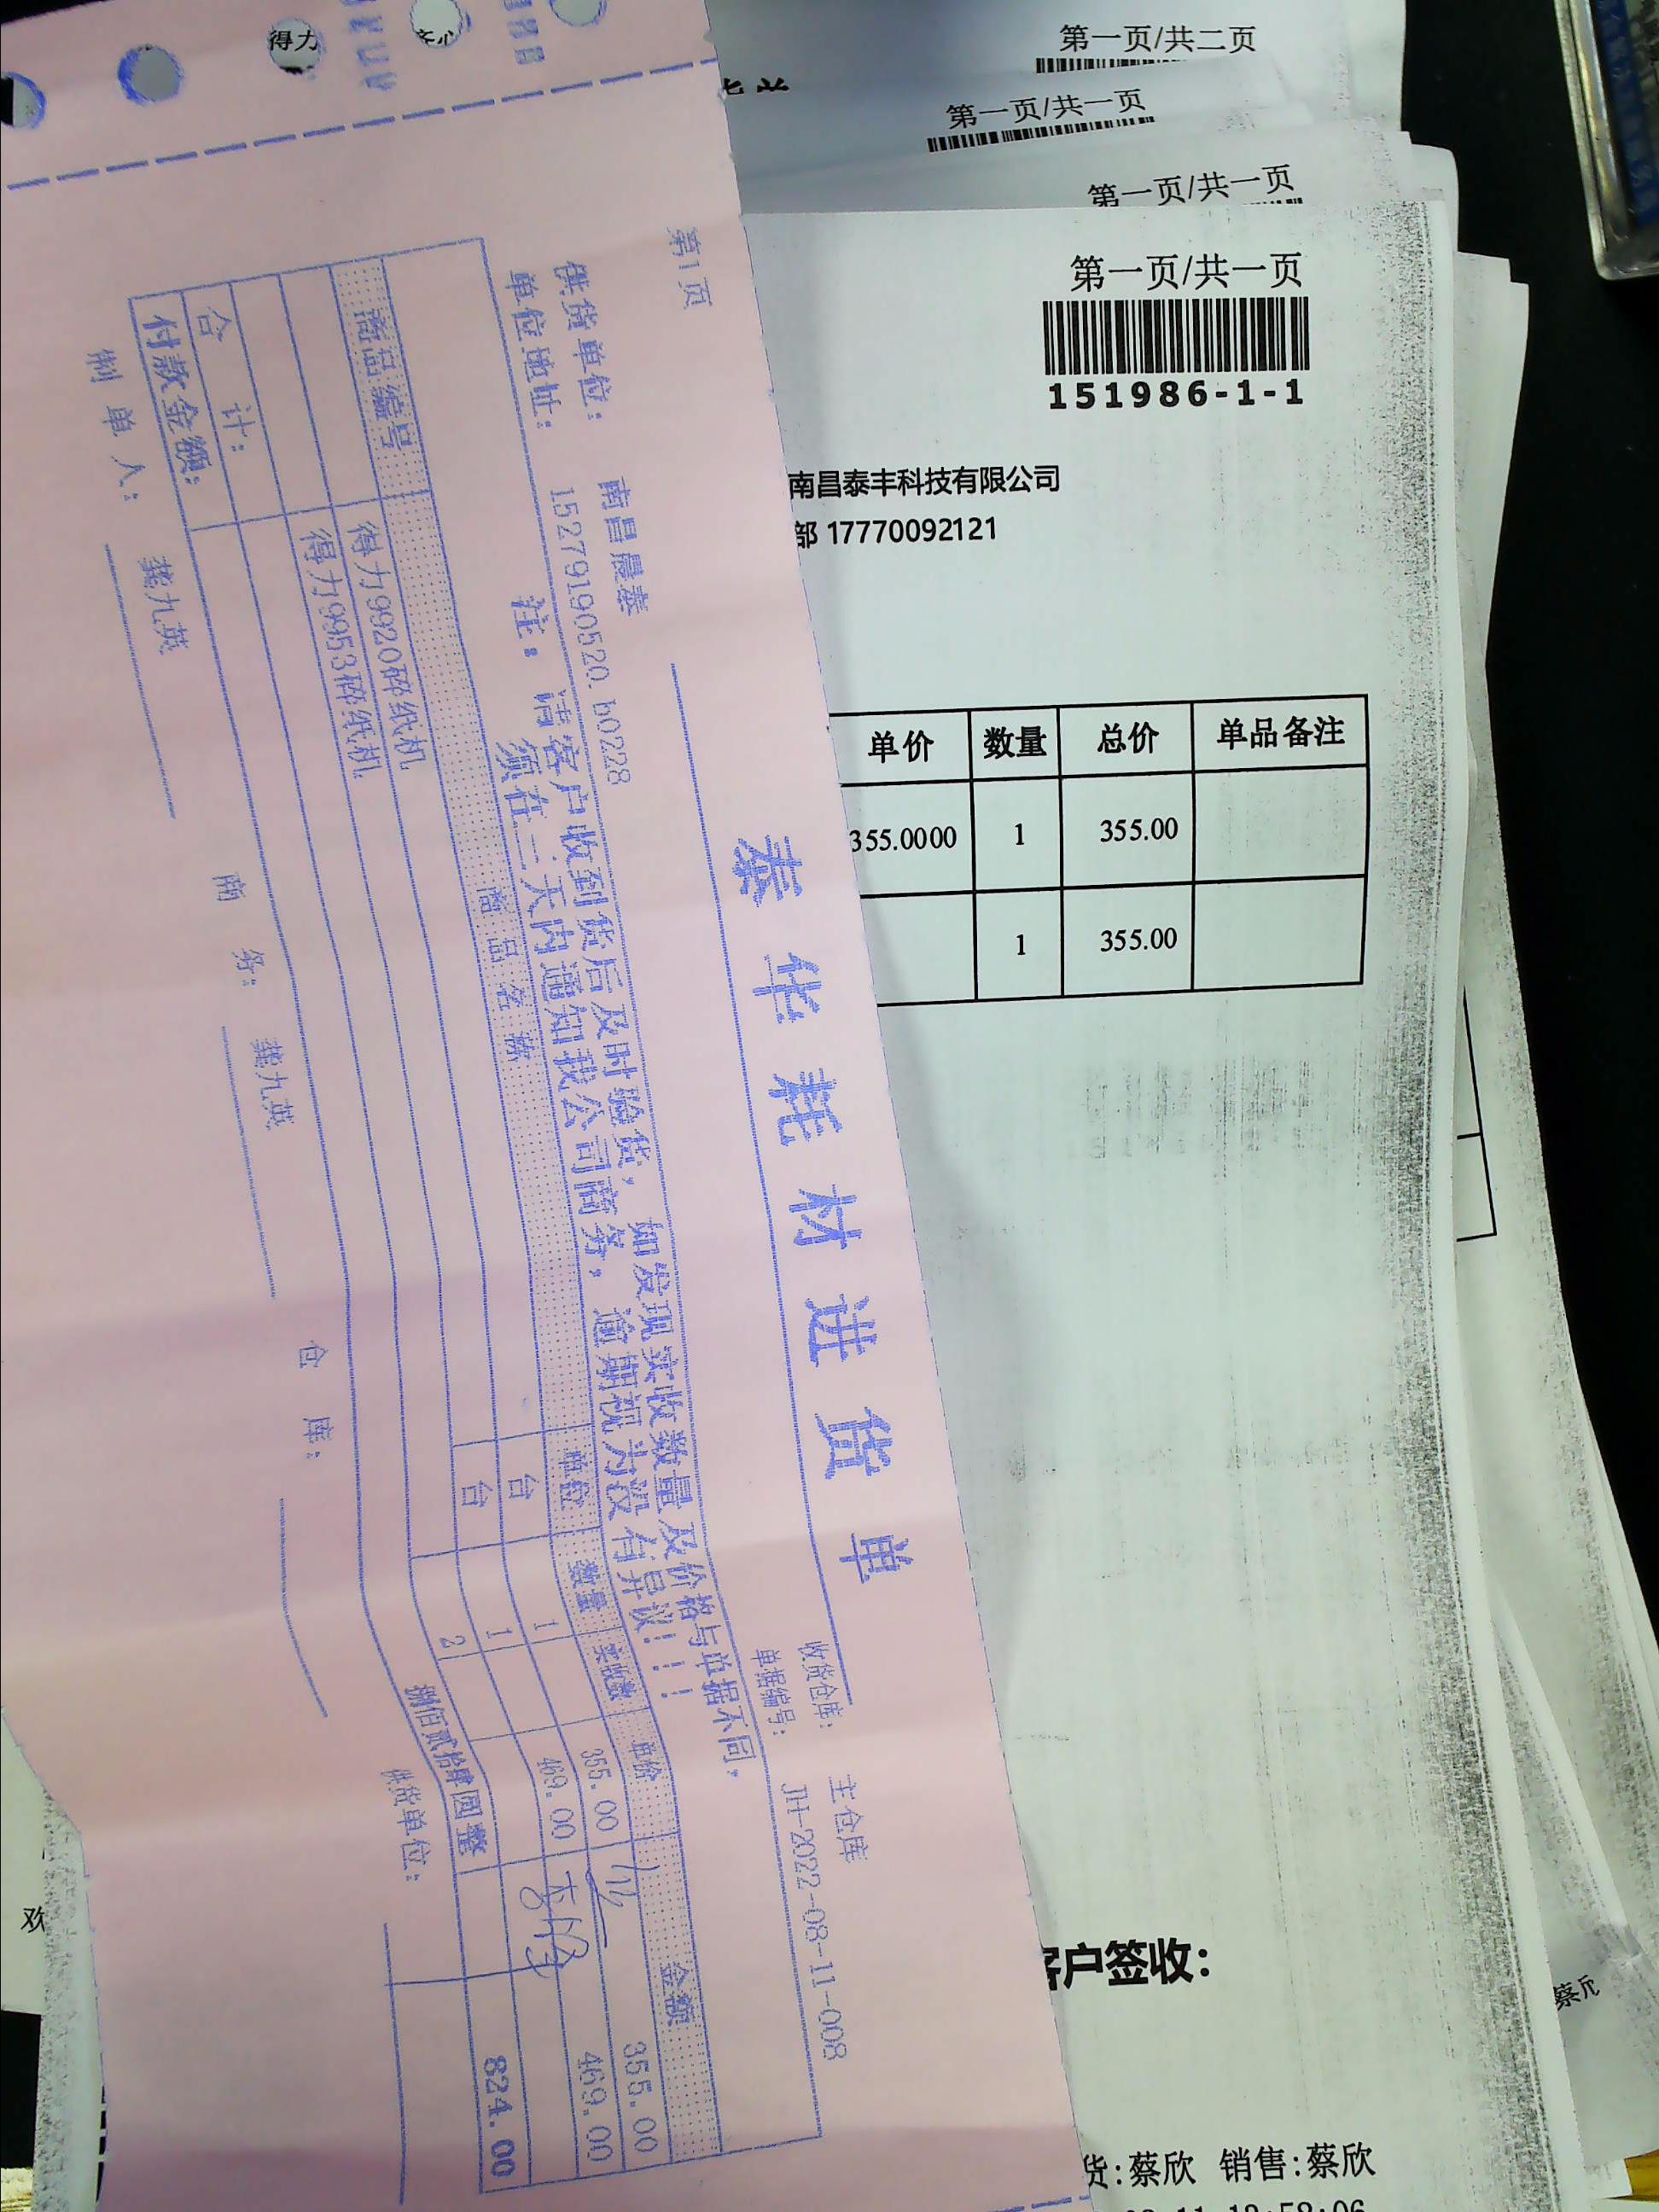 第一页/共二页
第一页/共一页
第一页/共一页
第一页/共一页
151986-1-1
南昌泰丰科技有限公司
部 17770092121
单价 数量 总价 单品备注
355.0000 1 355.00
1 355.00
客户签收:
货:蔡欣 销售:蔡欣
蔡欣
欢
得力
齐心
泰华耗材进货单
第1页
收货仓库: 主仓库
单据编号: JH-2022-08-11-008
供货单位: 南昌晨泰
单位地址: 15279190520. b0228
注: 请客户收到货后及时验货, 如发现实收数量及价格与单据不同,
须在三天内通知我公司商务, 逾期视为没有异议!!!
商品编号 商品名称 单位 数量 实收数 单价 金额
得力9920碎纸机 台 1 355.00 355.00
得力9953碎纸机 台 1 469.00 469.00
合 计: 2 824.00
付款金额: 捌佰贰拾肆圆整
制单人: 龚九英 商务: 龚九英 仓库: 供货单位: